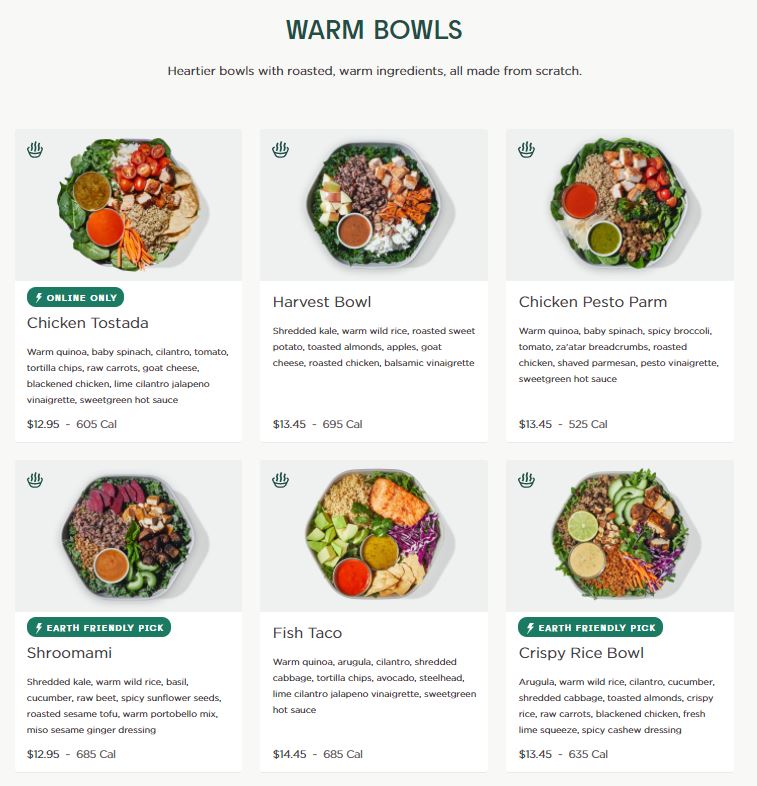 WARM BOWLS
Heartier bowls with roasted, warm ingredients, all made from scratch.
ONLINE ONLY
Chicken Tostada
Warm quinoa, baby spinach, cilantro, tomato,
tortilla chips, raw carrots, goat cheese,
blackened chicken, lime cilantro jalapeno
vinaigrette, sweetgreen hot sauce
$12.95 - 605 Cal
Harvest Bowl
Shredded kale, warm wild rice, roasted sweet
potato, toasted almonds, apples, goat
cheese, roasted chicken, balsamic vinaigrette
$13.45 - 695 Cal
Chicken Pesto Parm
Warm quinoa, baby spinach, spicy broccoli,
tomato, za'atar breadcrumbs, roasted
chicken, shaved parmesan, pesto vinaigrette,
sweetgreen hot sauce
$13.45 - 525 Cal
EARTH FRIENDLY PICK
Shroomami
Shredded kale, warm wild rice, basil,
cucumber, raw beet, spicy sunflower seeds,
roasted sesame tofu, warm portobello mix,
miso sesame ginger dressing
$12.95 - 685 Cal
Fish Taco
Warm quinoa, arugula, cilantro, shredded
cabbage, tortilla chips, avocado, steelhead,
lime cilantro jalapeno vinaigrette, sweetgreen
hot sauce
$14.45 - 685 Cal
EARTH FRIENDLY PICK
Crispy Rice Bowl
Arugula, warm wild rice, cilantro, cucumber,
shredded cabbage, toasted almonds, crispy
rice, raw carrots, blackened chicken, fresh
lime squeeze, spicy cashew dressing
$13.45 - 635 Cal